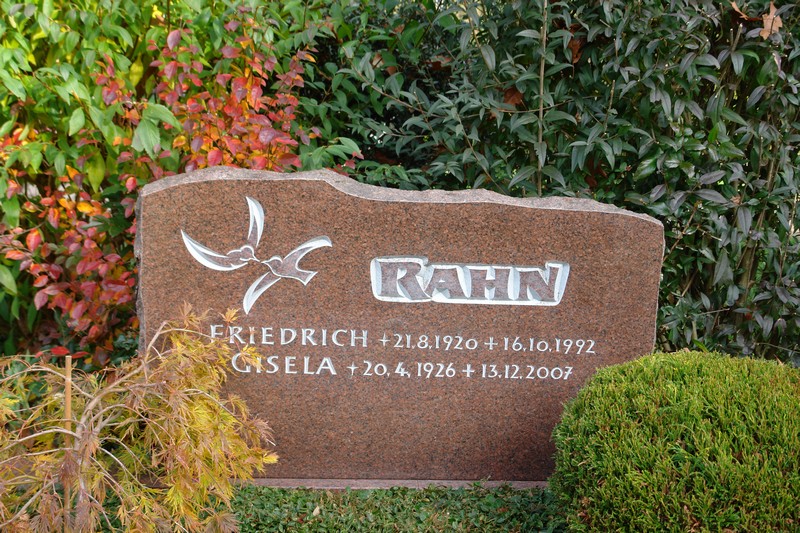 RAHN
FRIEDRICH +21.8.1920 +16.10.1992
GISELA +20.4.1926 +13.12.2007